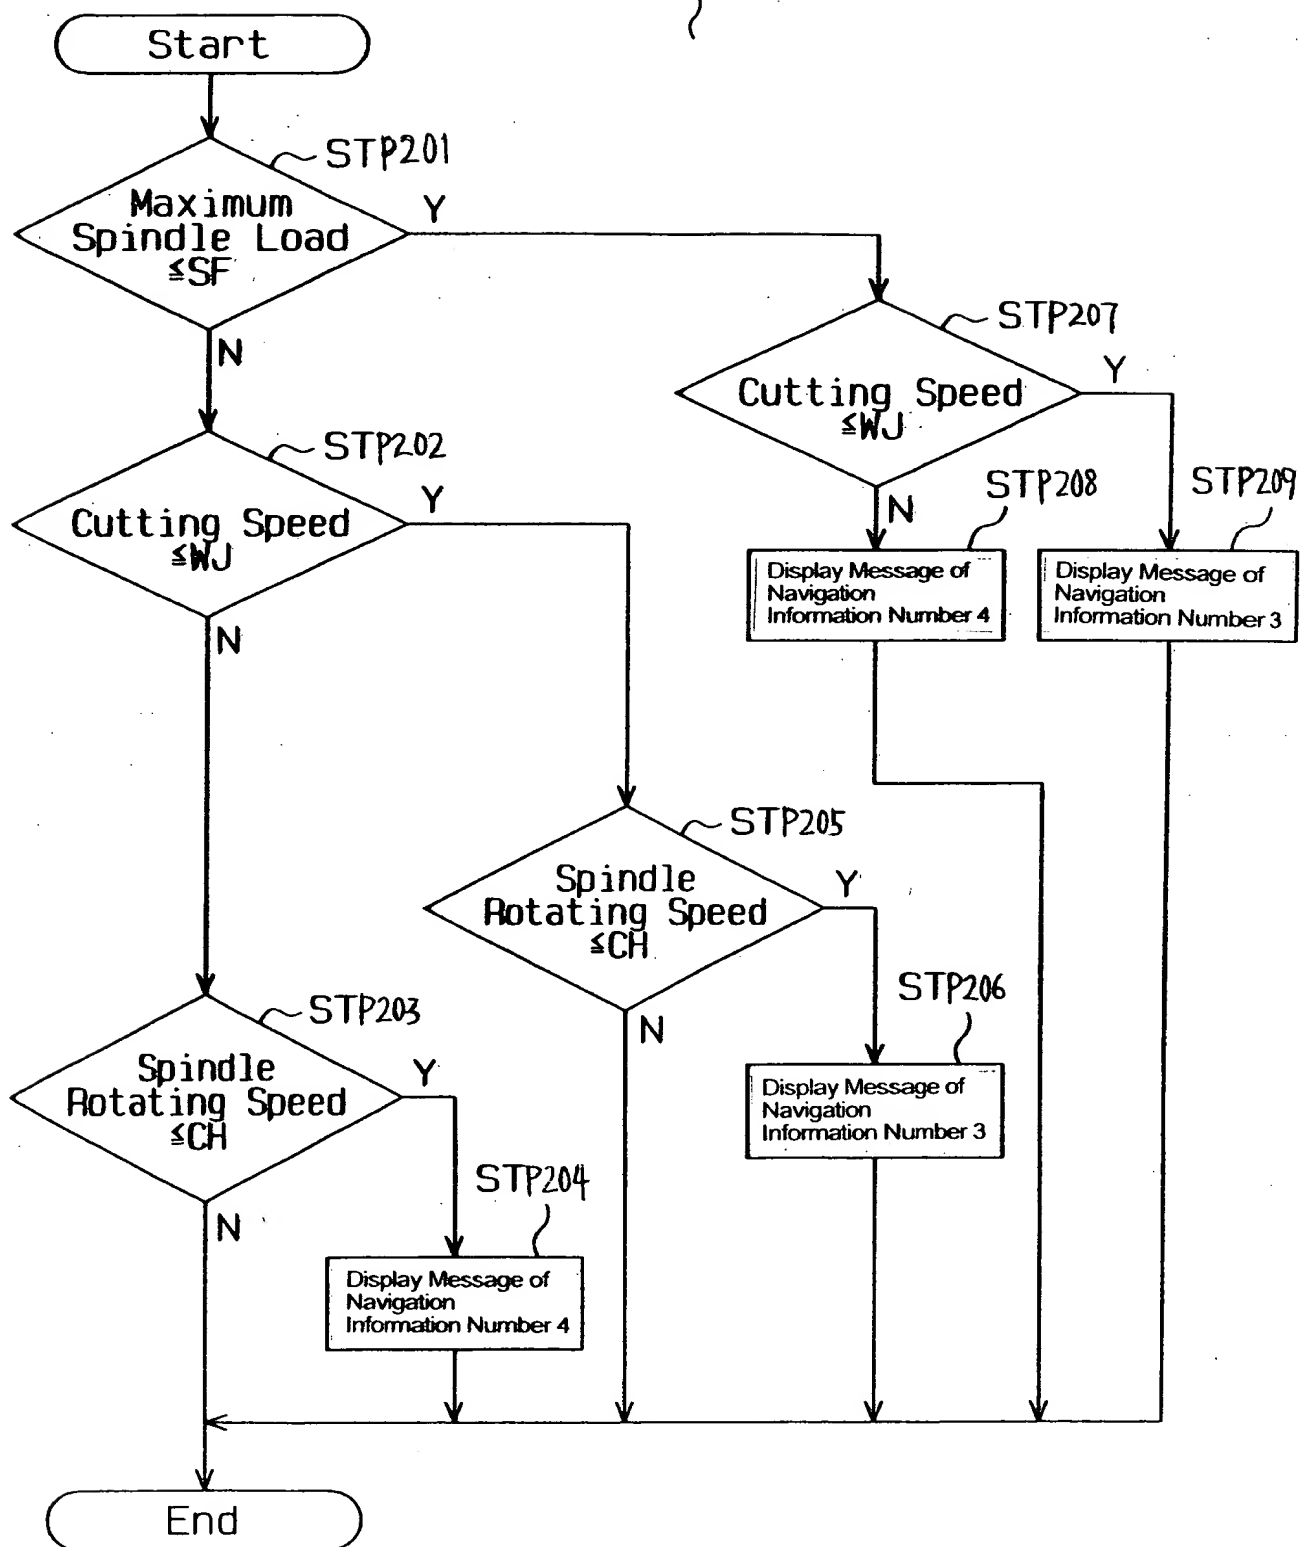 Start
STP201
Maximum
Spindle Load
≦SF
Y
N
STP207
Cutting Speed
≦WJ
Y
N
STP202
Cutting Speed
≦WJ
Y
N
STP208
Display Message of
Navigation
Information Number 4
STP209
Display Message of
Navigation
Information Number 3
STP205
Spindle
Rotating Speed
≦CH
Y
N
STP206
Display Message of
Navigation
Information Number 3
STP203
Spindle
Rotating Speed
≦CH
Y
N
STP204
Display Message of
Navigation
Information Number 4
End